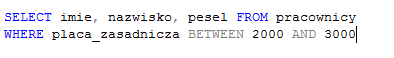 SELECT imie, nazwisko, pesel FROM pracownicy
WHERE placa_zasadnicza BETWEEN 2000 AND 3000